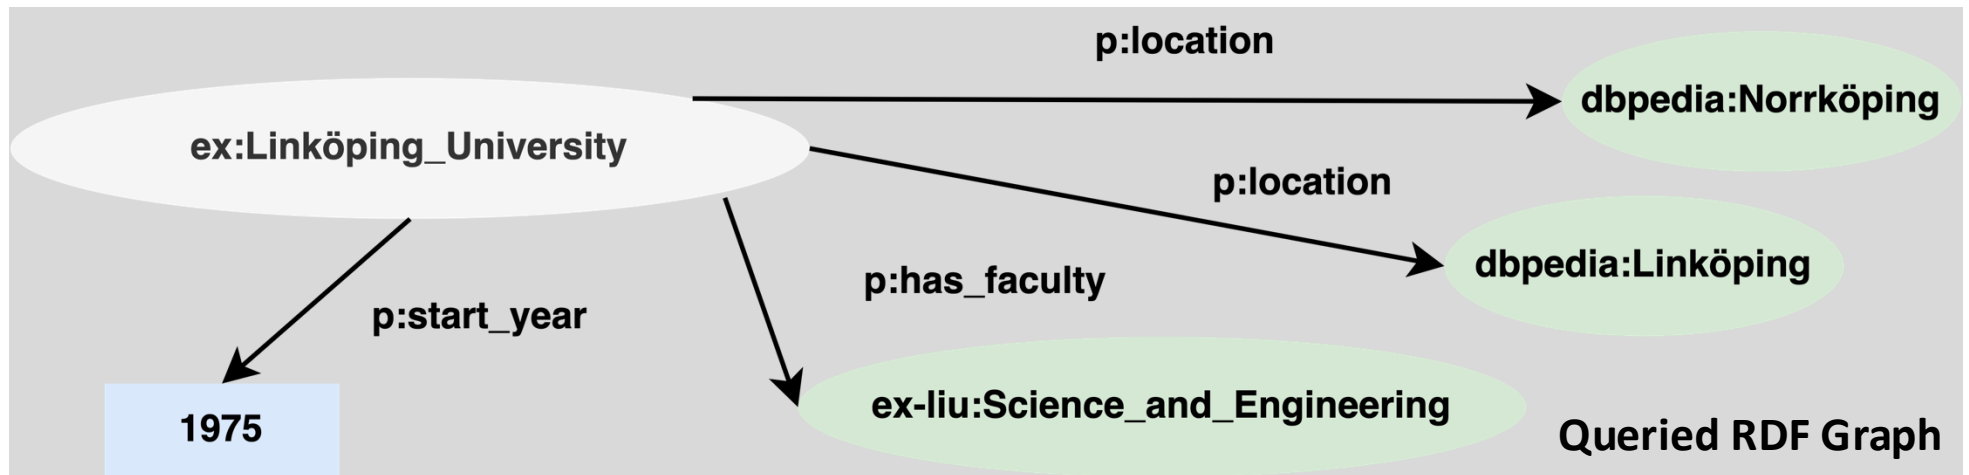 p:location
dbpedia:Norrköping
ex:Linköping_University
p:location
dbpedia:Linköping
p:has_faculty
p:start_year
ex-liu:Science_and_Engineering
1975
Queried RDF Graph